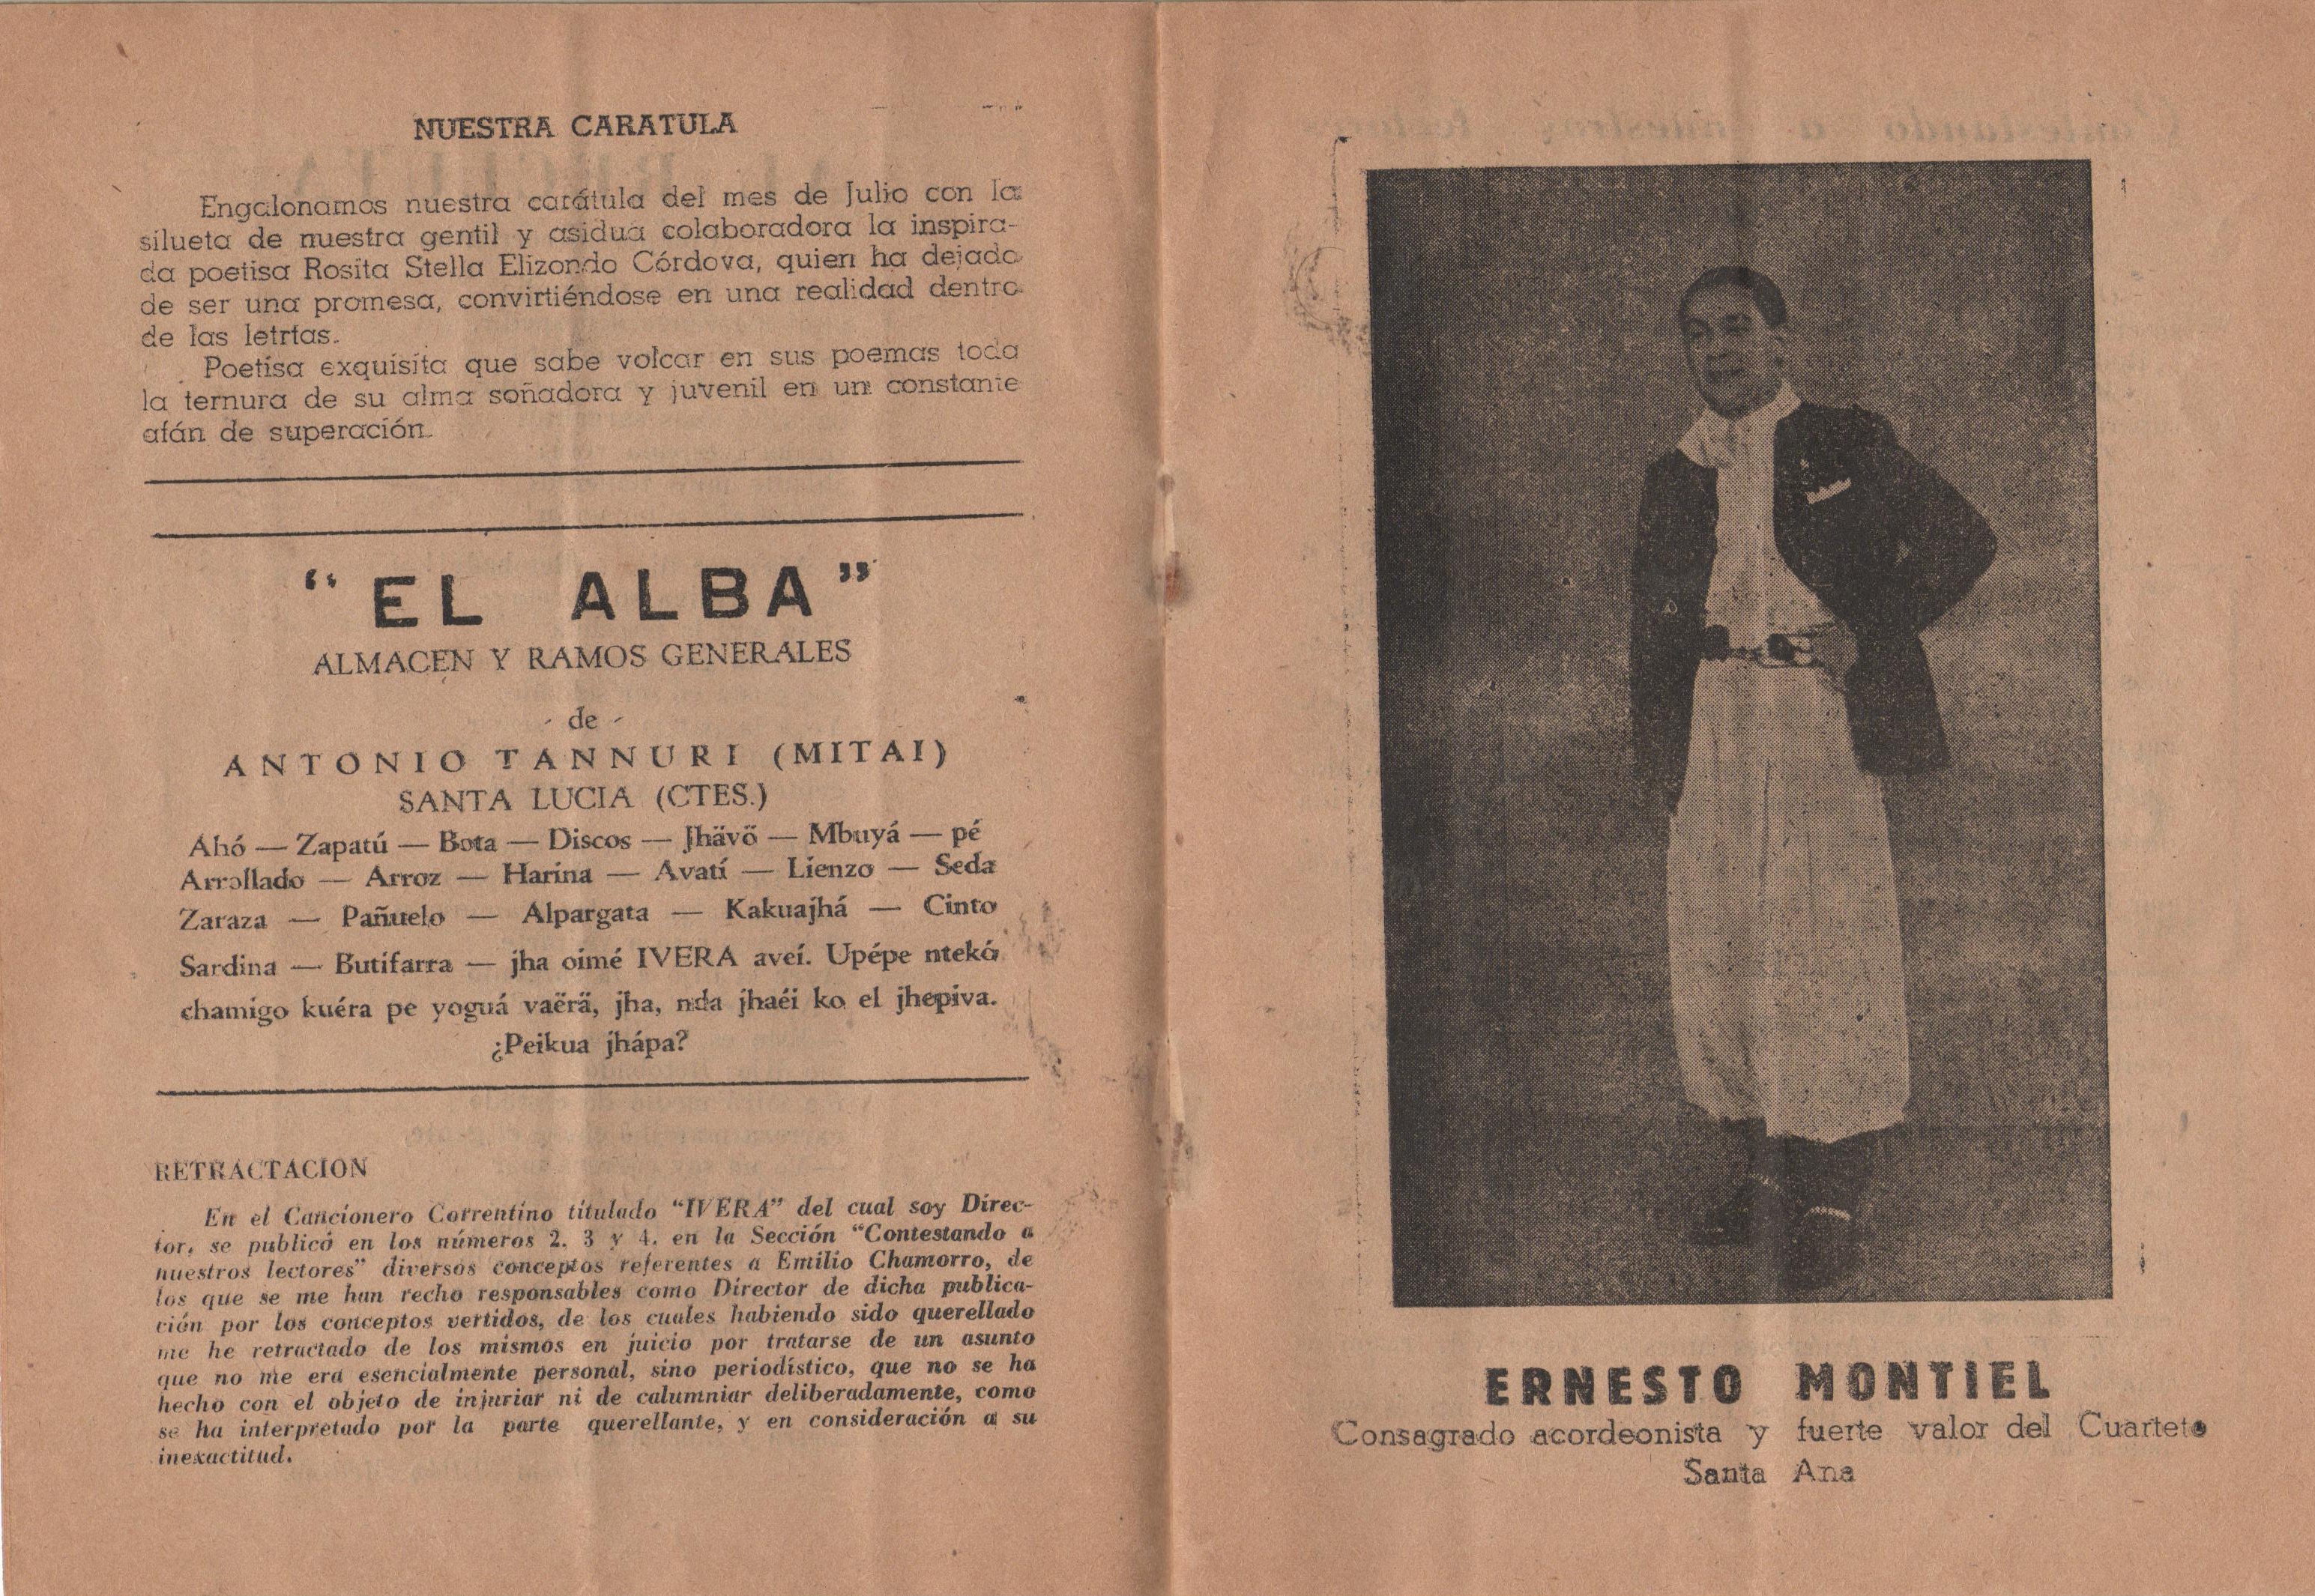 NUESTRA CARATULA
Engalonamos nuestra carátula del mes de Julio con la
silueta de nuestra gentil y asidua colaboradora la inspira-
da poetisa Rosita Stella Elizondo Córdova, quien ha dejado
de ser una promesa, convirtiéndose en una realidad dentro
de las letrtas.
Poetisa exquisita que sabe volcar en sus poemas toda
la ternura de su alma soñadora y juvenil en un constante
afán de superación.
“EL ALBA”
ALMACEN Y RAMOS GENERALES
- de -
ANTONIO TANNURI (MITAI)
SANTA LUCIA (CTES.)
Ahó — Zapatú — Bota — Discos — Jhävö — Mbuyá — pé
Arrollado — Arroz — Harina — Avatí — Lienzo — Seda
Zaraza — Pañuelo — Alpargata — Kakuajhá — Cinto
Sardina — Butifarra — jha oimé IVERA aveí. Upépe ntekó
chamigo kuéra pe yoguá vaërä, jha, nda jhaéi ko el jhepiva.
¿Peikua jhápa?
RETRACTACION
En el Cancionero Correntino titulado “IVERA” del cual soy Direc-
tor, se publicó en los números 2, 3 y 4, en la Sección “Contestando a
nuestros lectores” diversos conceptos referentes a Emilio Chamorro, de
los que se me han recho responsables como Director de dicha publica-
ción por los conceptos vertidos, de los cuales habiendo sido querellado
me he retractado de los mismos en juicio por tratarse de un asunto
que no me era esencialmente personal, sino periodístico, que no se ha
hecho con el objeto de injuriar ni de calumniar deliberadamente, como
se ha interpretado por la parte querellante, y en consideración a su
inexactitud.
ERNESTO MONTIEL
Consagrado acordeonista y fuerte valor del Cuarteto
Santa Ana